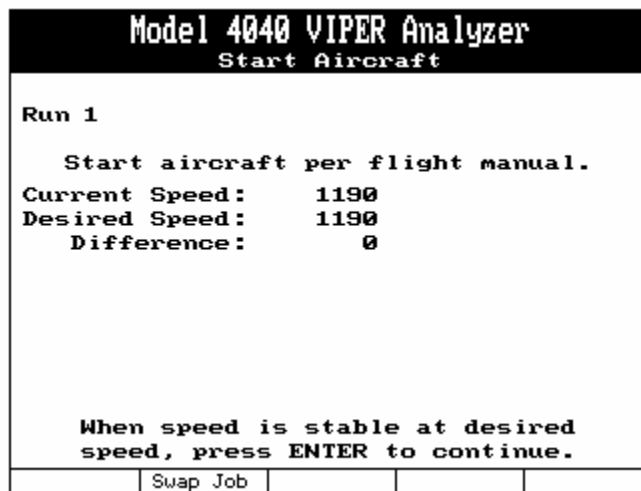 Model 4040 VIPER Analyzer
Start Aircraft
Run 1
Start aircraft per flight manual.
Current Speed: 1190
Desired Speed: 1190
Difference: 0
When speed is stable at desired
speed, press ENTER to continue.
Swap Job